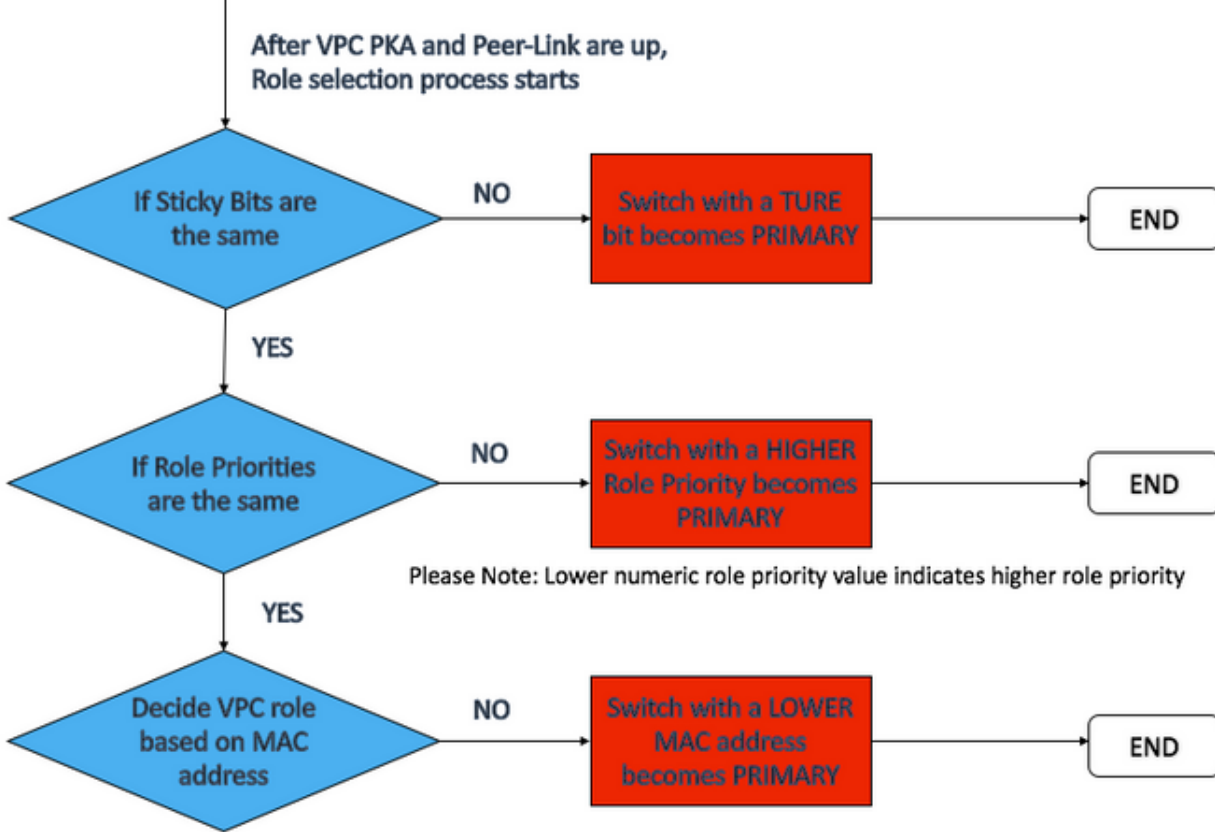 After VPC PKA and Peer-Link are up,
Role selection process starts
If Sticky Bits are
the same
NO
Switch with a TURE
bit becomes PRIMARY
END
YES
If Role Priorities
are the same
NO
Switch with a HIGHER
Role Priority becomes
PRIMARY
END
Please Note: Lower numeric role priority value indicates higher role priority
YES
Decide VPC role
based on MAC
address
NO
Switch with a LOWER
MAC address
becomes PRIMARY
END